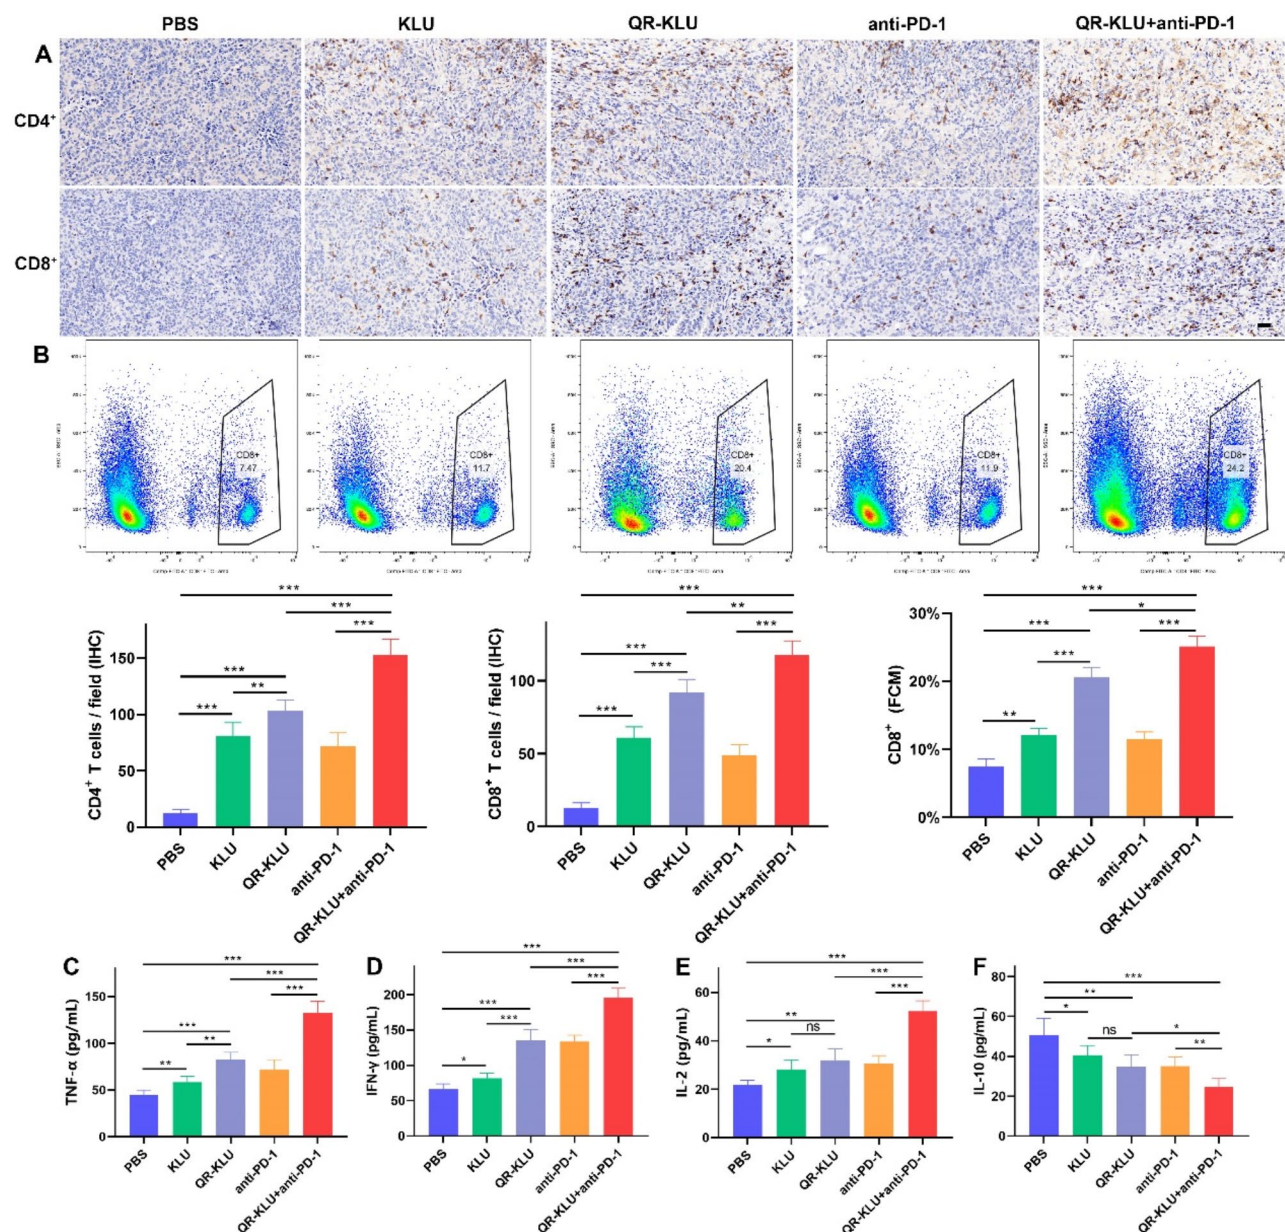 PBS KLU QR-KLU anti-PD-1 QR-KLU+anti-PD-1
A
CD4+
CD8+
B
CD8+
7.47
CD8+
11.7
CD8+
20.4
CD8+
11.9
CD8+
24.2
***
***
***
***
**
***
CD4+ T cells / field (IHC)
150
100
50
0
PBS
KLU
QR-KLU
anti-PD-1
QR-KLU+anti-PD-1
***
**
***
***
***
***
CD8+ T cells / field (IHC)
100
50
0
PBS
KLU
QR-KLU
anti-PD-1
QR-KLU+anti-PD-1
***
*
***
***
***
**
CD8+ (FCM)
30%
20%
10%
0%
PBS
KLU
QR-KLU
anti-PD-1
QR-KLU+anti-PD-1
C
***
***
***
***
**
**
TNF-α (pg/mL)
150
100
50
0
PBS
KLU
QR-KLU
anti-PD-1
QR-KLU+anti-PD-1
D
***
***
***
***
***
*
IFN-γ (pg/mL)
200
150
100
50
0
PBS
KLU
QR-KLU
anti-PD-1
QR-KLU+anti-PD-1
E
***
***
***
**
ns
*
IL-2 (pg/mL)
60
40
20
0
PBS
KLU
QR-KLU
anti-PD-1
QR-KLU+anti-PD-1
F
***
**
*
*
ns
**
IL-10 (pg/mL)
80
60
40
20
0
PBS
KLU
QR-KLU
anti-PD-1
QR-KLU+anti-PD-1